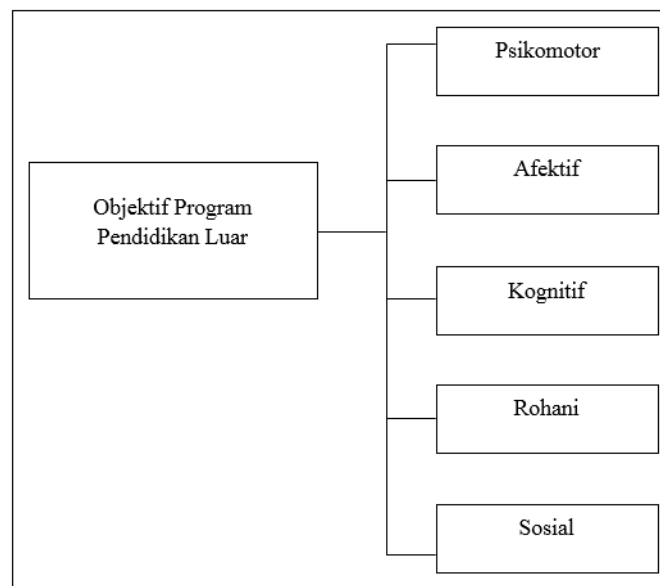 Objektif Program
Pendidikan Luar
Psikomotor
Afektif
Kognitif
Rohani
Sosial